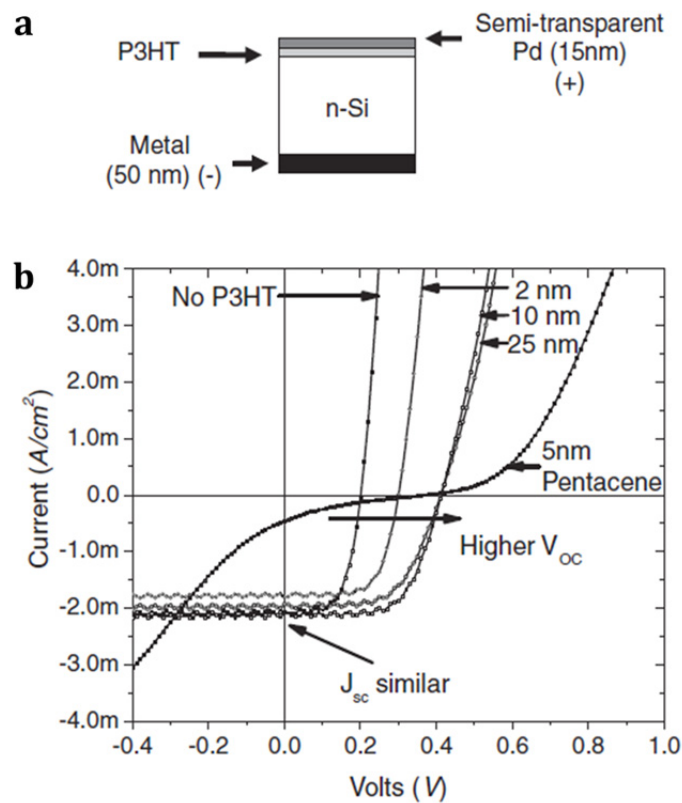 a
Semi-transparent
Pd (15nm)
(+)
P3HT
n-Si
Metal
(50 nm) (-)
b
4.0m
3.0m
2.0m
1.0m
0.0
-1.0m
-2.0m
-3.0m
-4.0m
Current (A/cm²)
No P3HT
2 nm
10 nm
25 nm
5nm
Pentacene
Higher V_OC
J_sc similar
-0.4 -0.2 0.0 0.2 0.4 0.6 0.8 1.0
Volts (V)